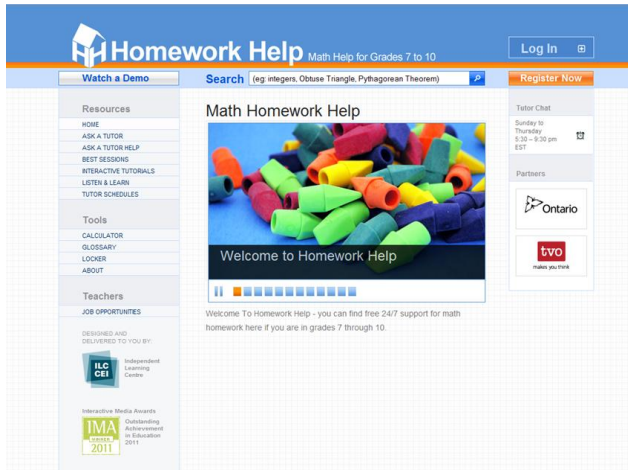 Homework Help Math Help for Grades 7 to 10
Log In
Watch a Demo
Search (eg: integers, Obtuse Triangle, Pythagorean Theorem)
Register Now
Resources
HOME
ASK A TUTOR
ASK A TUTOR HELP
BEST SESSIONS
INTERACTIVE TUTORIALS
LISTEN & LEARN
TUTOR SCHEDULES
Tools
CALCULATOR
GLOSSARY
LOCKER
ABOUT
Teachers
JOB OPPORTUNITIES
DESIGNED AND
DELIVERED TO YOU BY:
ILC
CEI
Independent
Learning
Centre
Interactive Media Awards
IMA
WINNER
2011
Outstanding
Achievement
in Education
2011
Math Homework Help
Welcome to Homework Help
Welcome To Homework Help - you can find free 24/7 support for math
homework here if you are in grades 7 through 10.
Tutor Chat
Sunday to
Thursday
5:30 – 9:30 pm
EST
Partners
Ontario
tvo
makes you think